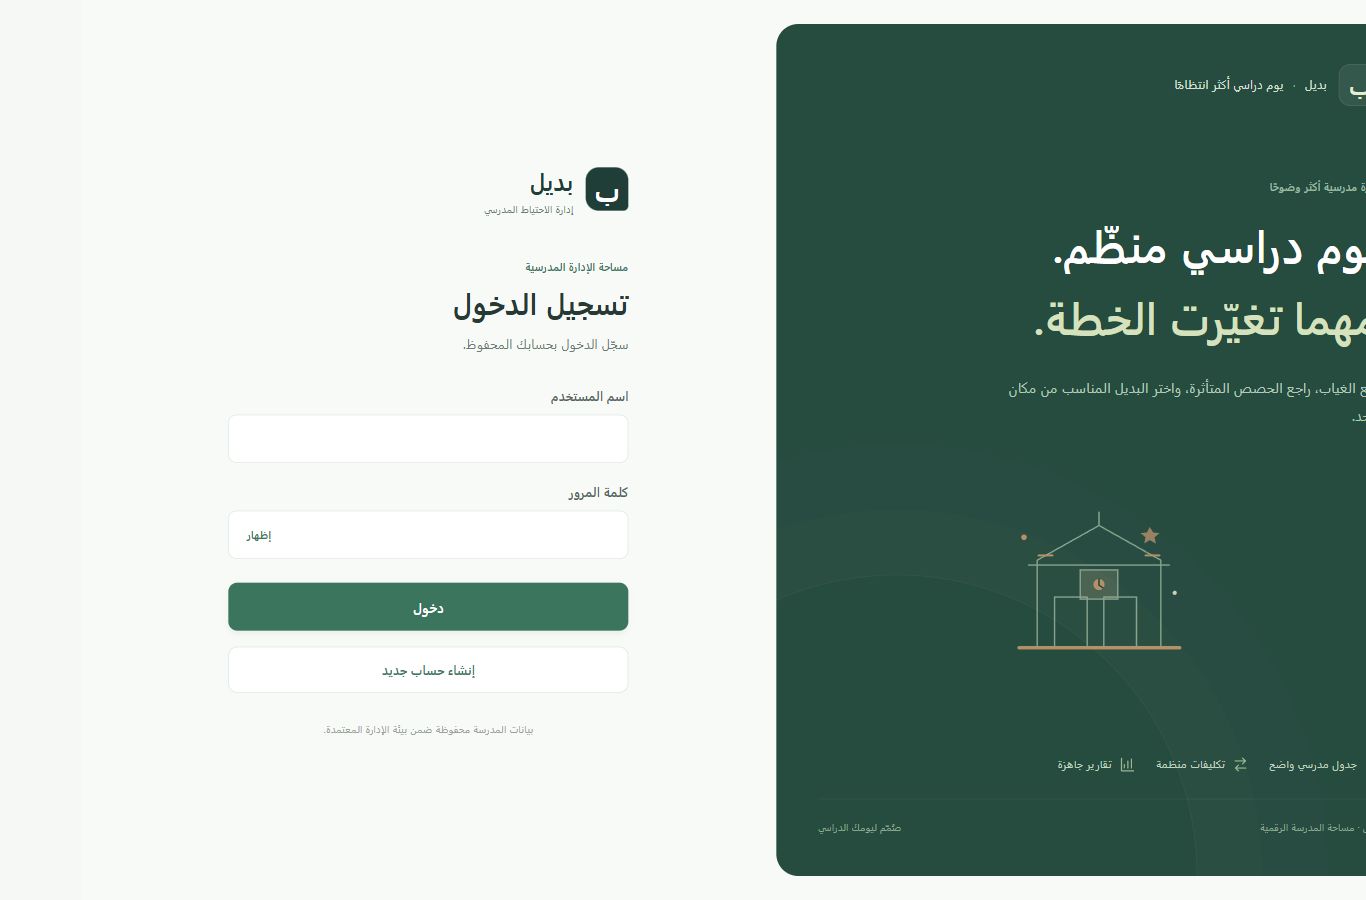 ب
بديل · يوم دراسي أكثر انتظامًا
مدرسية أكثر وضوحًا
دراسي منظّم.
مهما تغيّرت الخطة.
الغياب، راجع الحصص المتأثرة، واختر البديل المناسب من مكان
جدول مدرسي واضح
تكليفات منظمة
تقارير جاهزة
· مساحة المدرسة الرقمية
صُمّم ليومك الدراسي
ب
بديل
إدارة الاحتياط المدرسي
مساحة الإدارة المدرسية
تسجيل الدخول
سجّل الدخول بحسابك المحفوظ.
اسم المستخدم
كلمة المرور
إظهار
دخول
إنشاء حساب جديد
بيانات المدرسة محفوظة ضمن بيئة الإدارة المعتمدة.